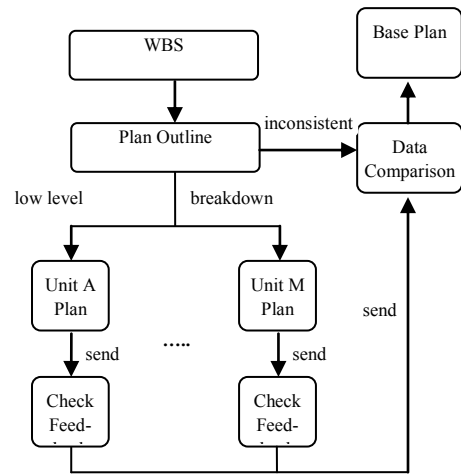 WBS
Base Plan
Plan Outline
inconsistent
Data
Comparison
low level
breakdown
Unit A
Plan
Unit M
Plan
send
.....
send
send
Check
Feed-
Check
Feed-